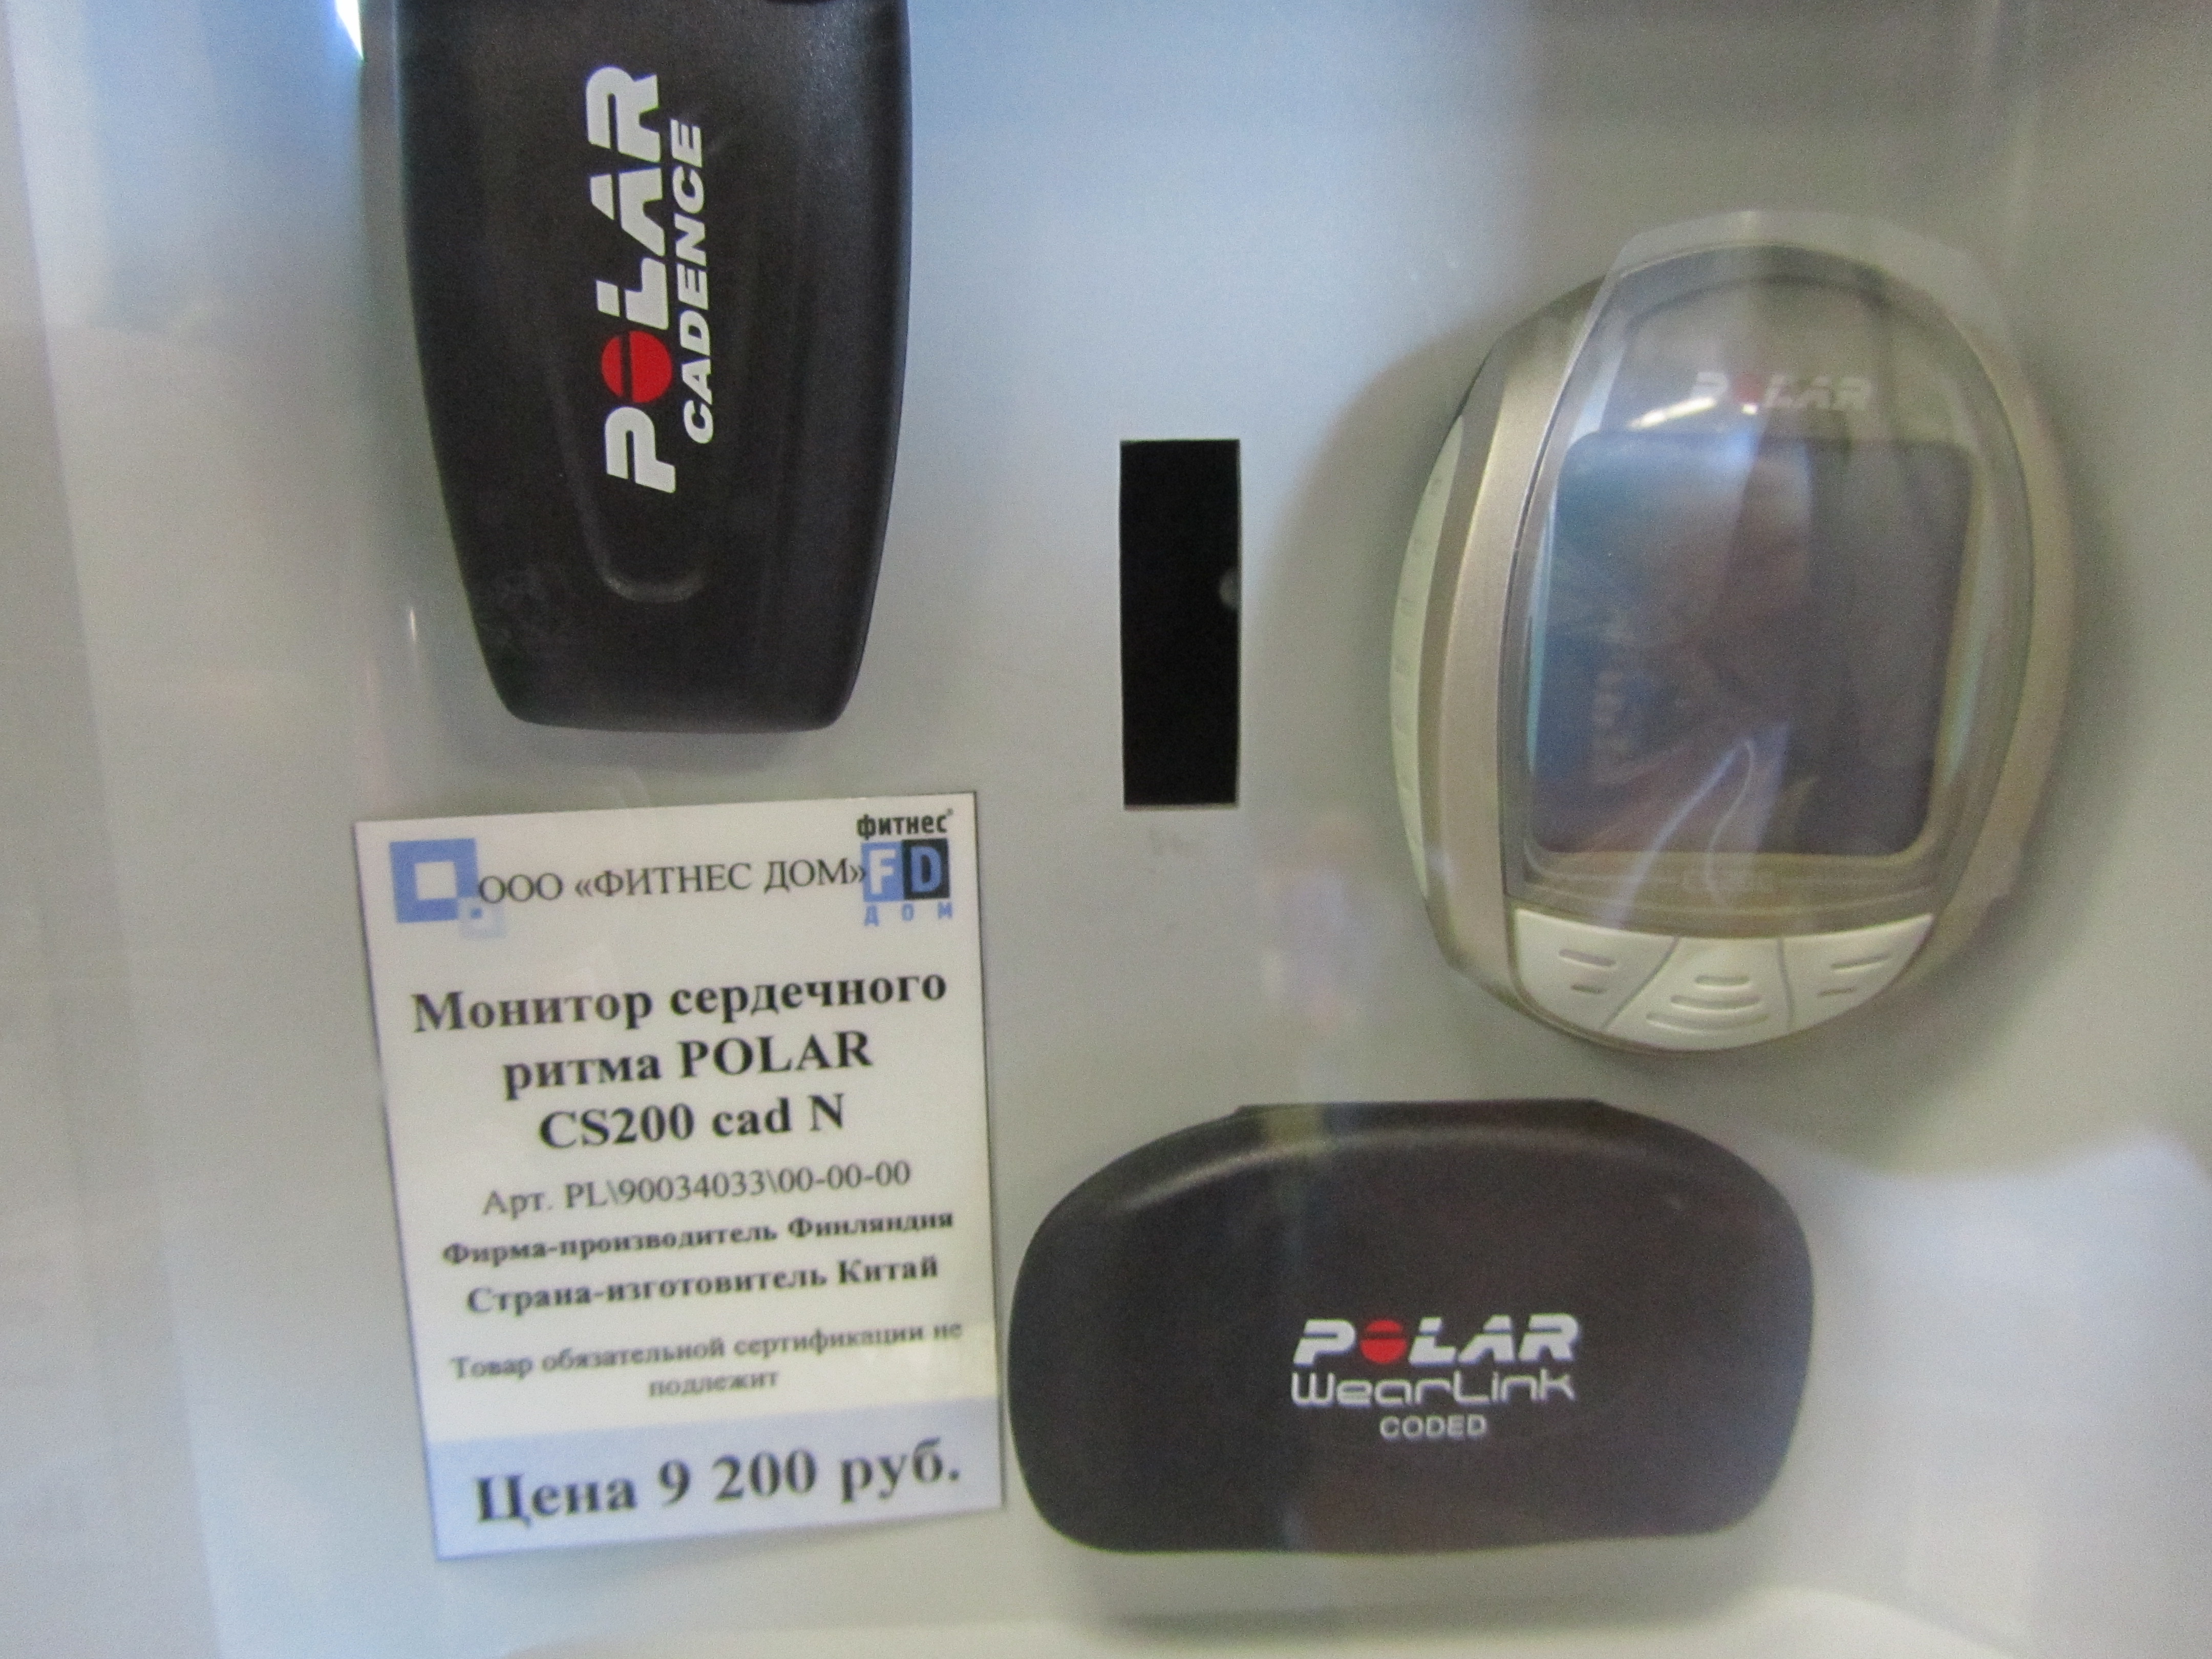 POLAR
CADENCE
POLAR
фитнес
ООО «ФИТНЕС ДОМ»
FD
ДОМ
Монитор сердечного
ритма POLAR
CS200 cad N
Арт. PL\90034033\00-00-00
Фирма-производитель Финляндия
Страна-изготовитель Китай
Товар обязательной сертификации не
подлежит
Цена 9 200 руб.
POLAR
WearLink
CODED